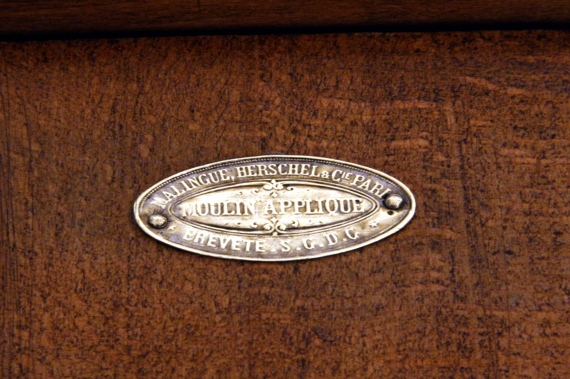 MALINGUE, HERSCHEL & CIE PARI
MOULIN APPLIQUE
BREVETE. S. G. D. G.